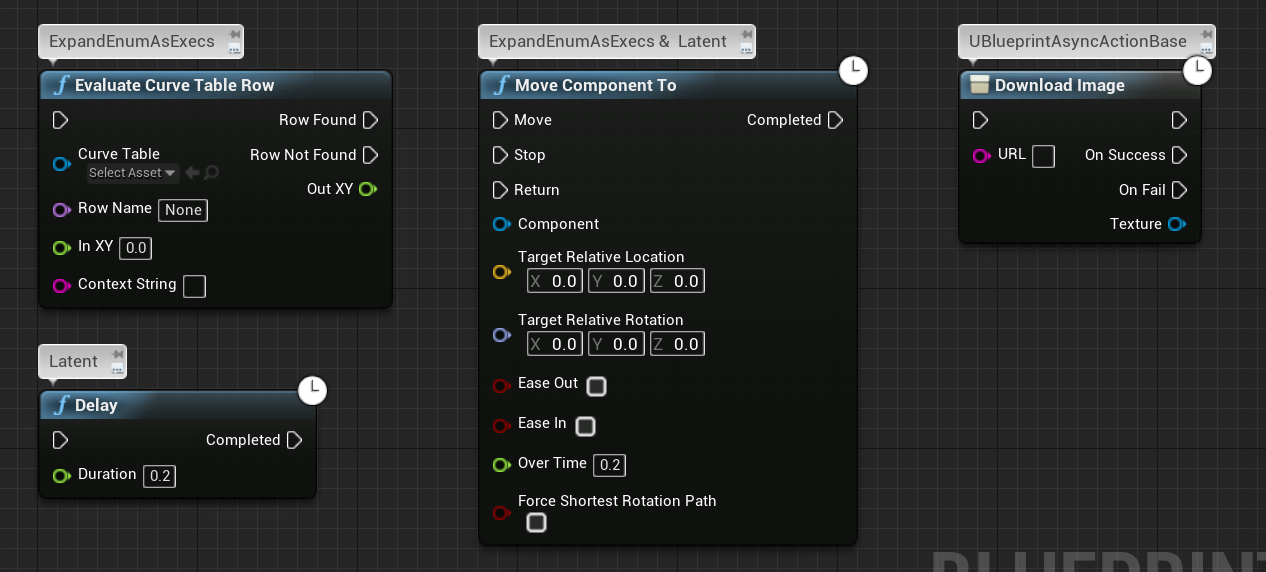 ExpandEnumAsExecs
Evaluate Curve Table Row
Row Found
Curve Table
Select Asset
Row Not Found
Out XY
Row Name None
In XY 0.0
Context String
Latent
Delay
Completed
Duration 0.2
ExpandEnumAsExecs & Latent
Move Component To
Move
Completed
Stop
Return
Component
Target Relative Location
X 0.0 Y 0.0 Z 0.0
Target Relative Rotation
X 0.0 Y 0.0 Z 0.0
Ease Out
Ease In
Over Time 0.2
Force Shortest Rotation Path
UBlueprintAsyncActionBase
Download Image
URL
On Success
On Fail
Texture
BLUEPRINT